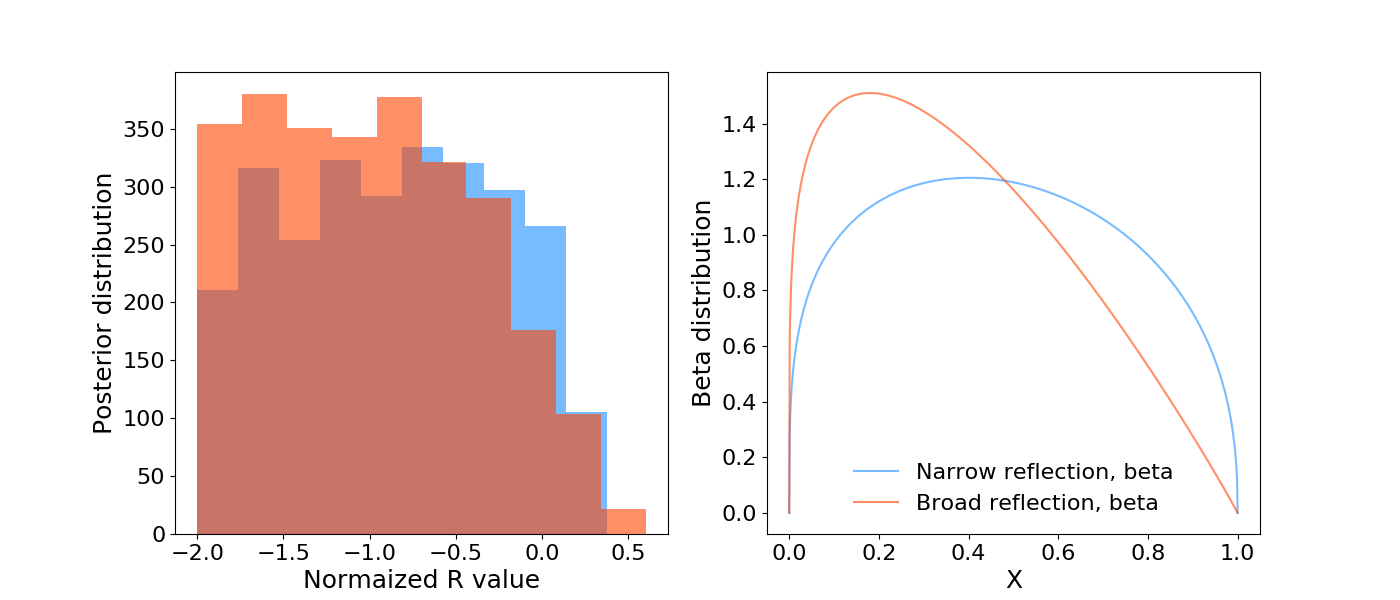 Posterior distribution
350
300
250
200
150
100
50
0
−2.0 −1.5 −1.0 −0.5 0.0 0.5
Normaized R value
Beta distribution
1.4
1.2
1.0
0.8
0.6
0.4
0.2
0.0
0.0 0.2 0.4 0.6 0.8 1.0
X
Narrow reflection, beta
Broad reflection, beta